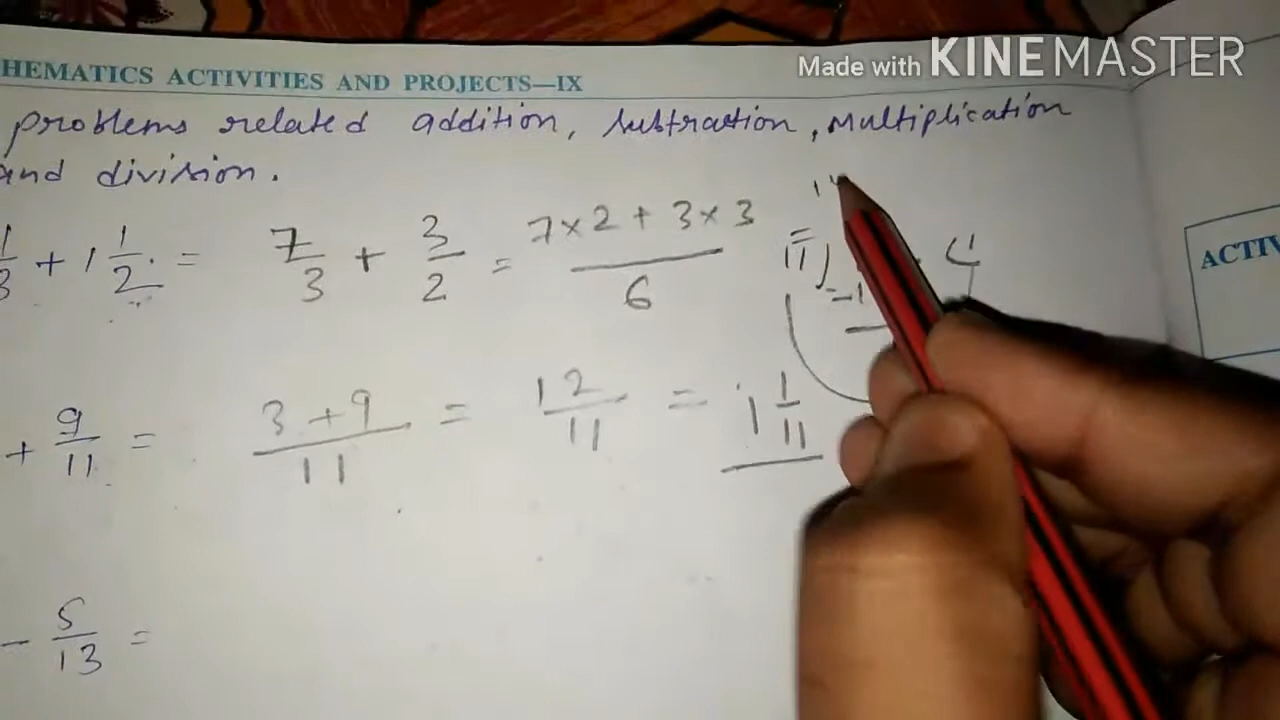 Made with KINEMASTER
HEMATICS ACTIVITIES AND PROJECTS—IX
problems related addition, subtraction, multiplication
and division.
1/3 + 1 1/2. = 7/3 + 3/2 = 7×2 + 3×3/6 =
ACTIV
+ 9/11 = 3+9/11 = 12/11 = 1 1/11
- 5/13 =